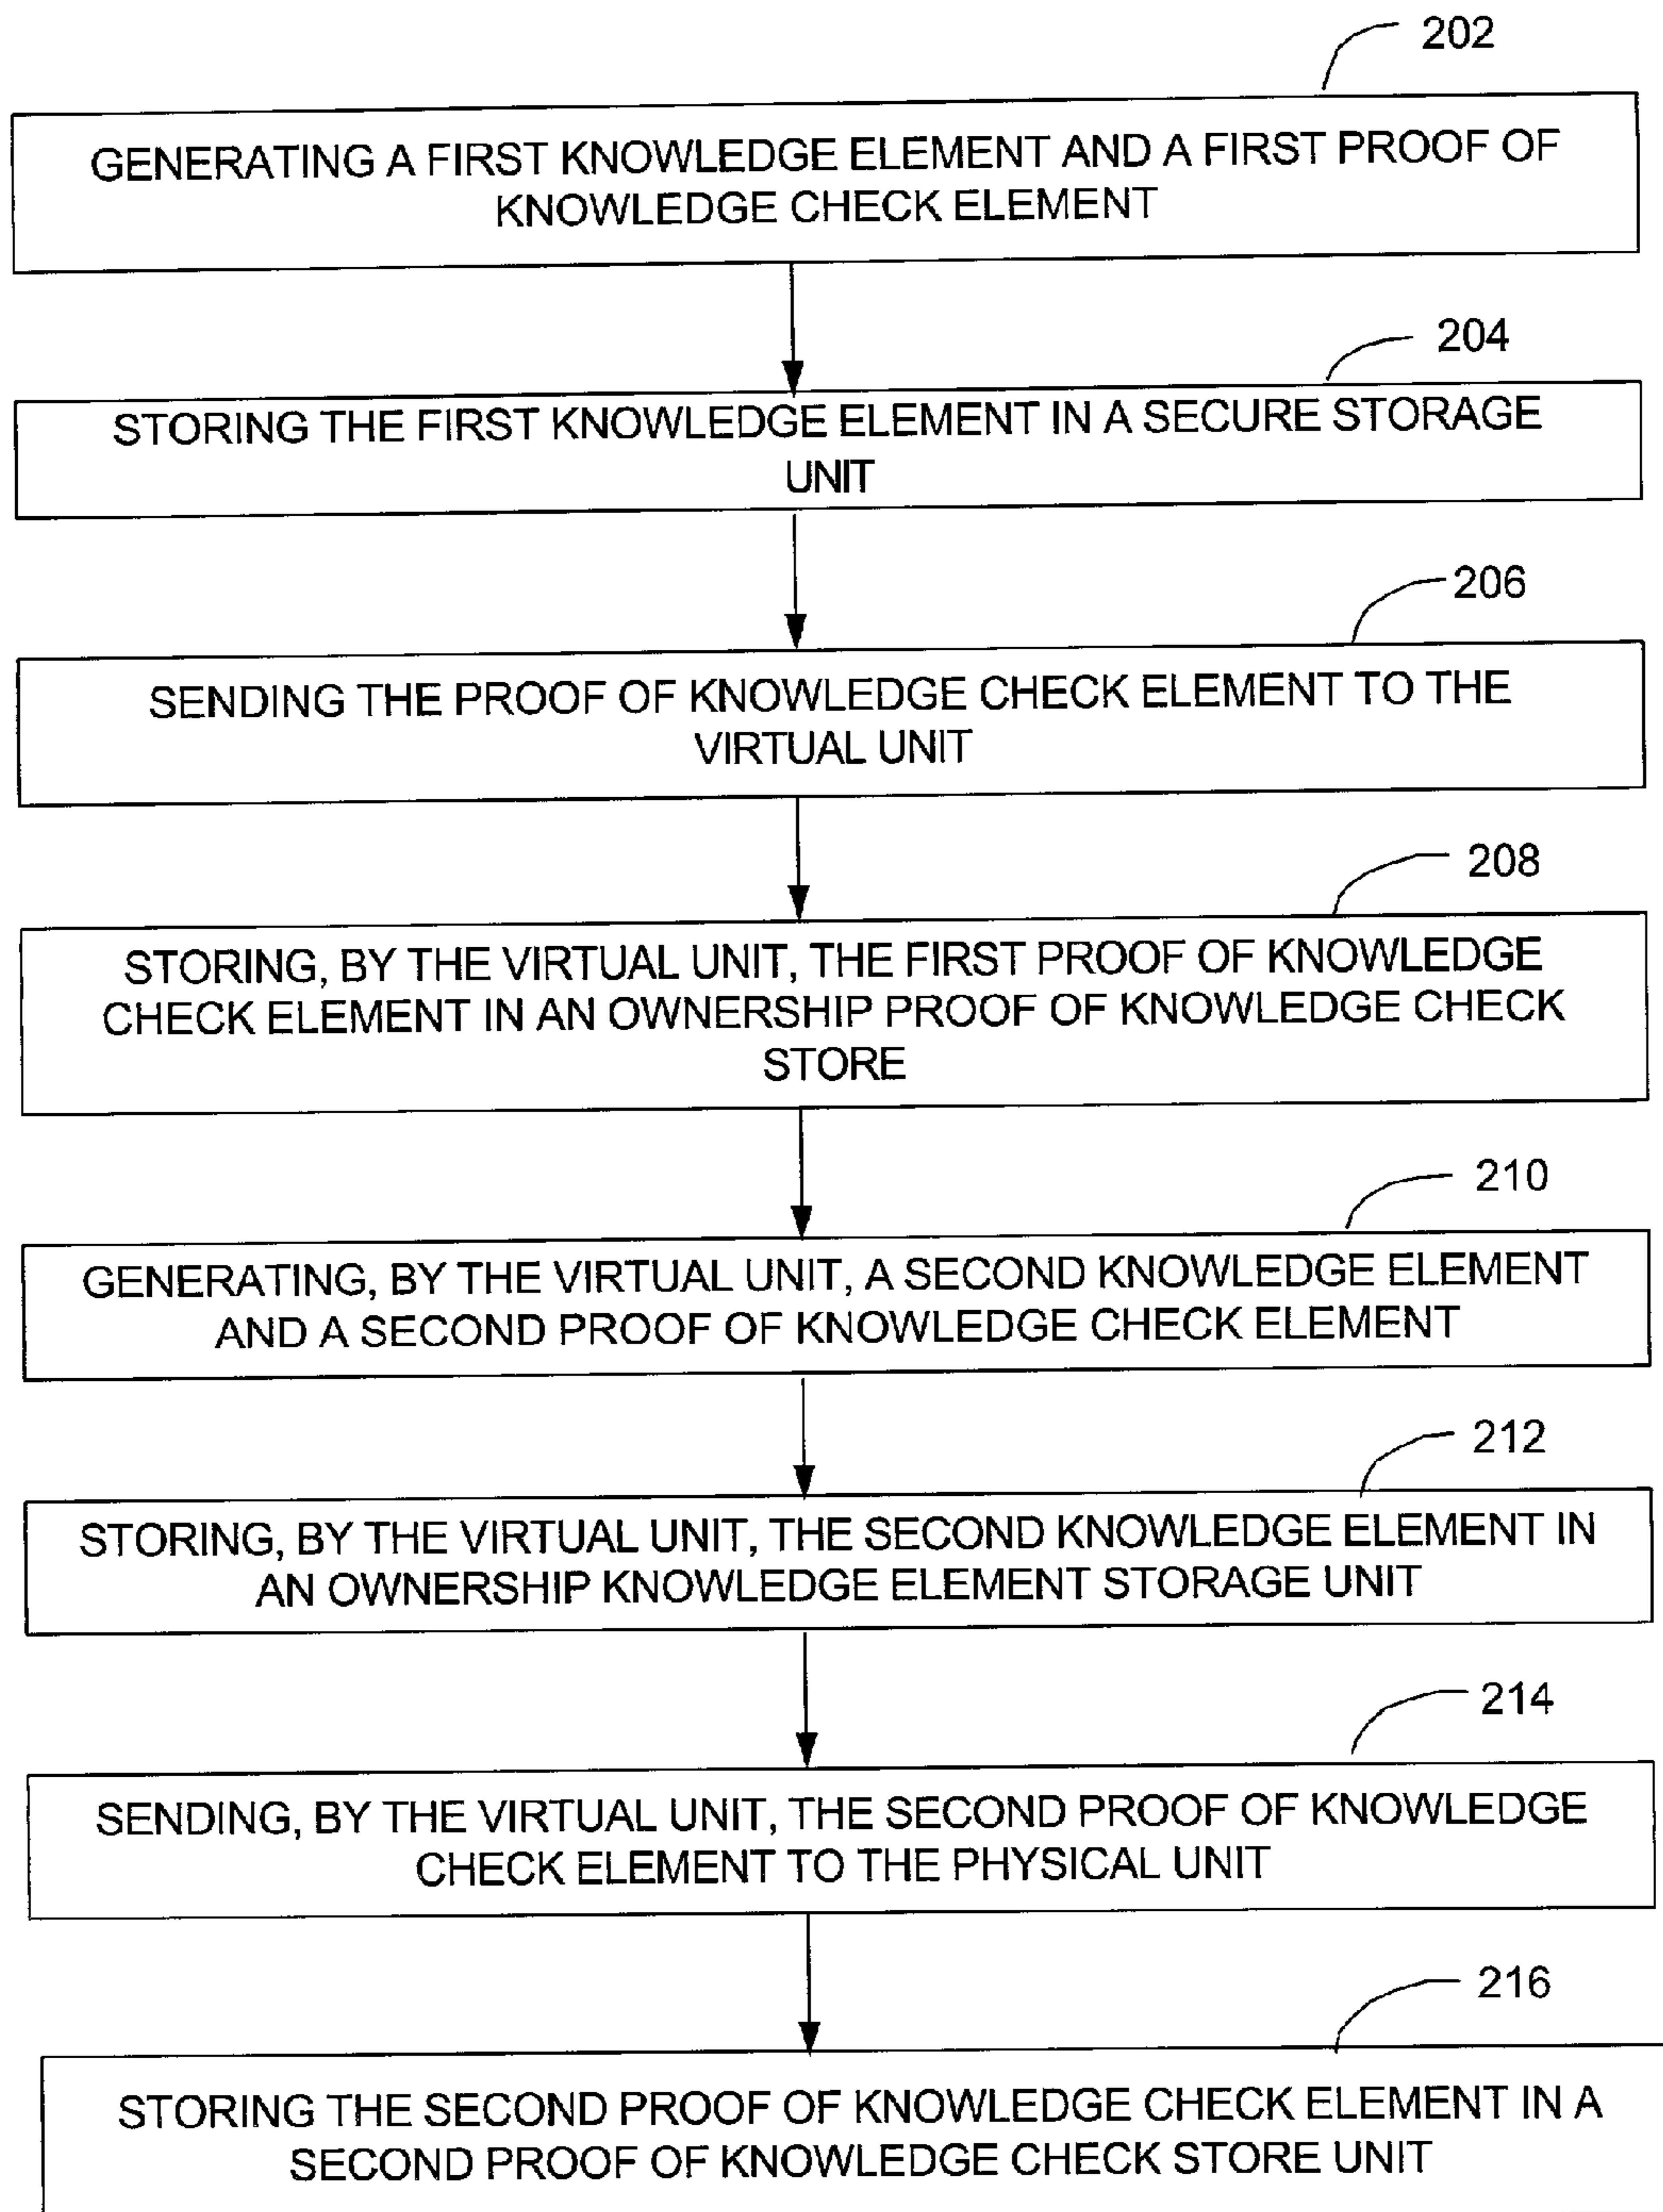 202
GENERATING A FIRST KNOWLEDGE ELEMENT AND A FIRST PROOF OF
KNOWLEDGE CHECK ELEMENT
204
STORING THE FIRST KNOWLEDGE ELEMENT IN A SECURE STORAGE
UNIT
206
SENDING THE PROOF OF KNOWLEDGE CHECK ELEMENT TO THE
VIRTUAL UNIT
208
STORING, BY THE VIRTUAL UNIT, THE FIRST PROOF OF KNOWLEDGE
CHECK ELEMENT IN AN OWNERSHIP PROOF OF KNOWLEDGE CHECK
STORE
210
GENERATING, BY THE VIRTUAL UNIT, A SECOND KNOWLEDGE ELEMENT
AND A SECOND PROOF OF KNOWLEDGE CHECK ELEMENT
212
STORING, BY THE VIRTUAL UNIT, THE SECOND KNOWLEDGE ELEMENT IN
AN OWNERSHIP KNOWLEDGE ELEMENT STORAGE UNIT
214
SENDING, BY THE VIRTUAL UNIT, THE SECOND PROOF OF KNOWLEDGE
CHECK ELEMENT TO THE PHYSICAL UNIT
216
STORING THE SECOND PROOF OF KNOWLEDGE CHECK ELEMENT IN A
SECOND PROOF OF KNOWLEDGE CHECK STORE UNIT